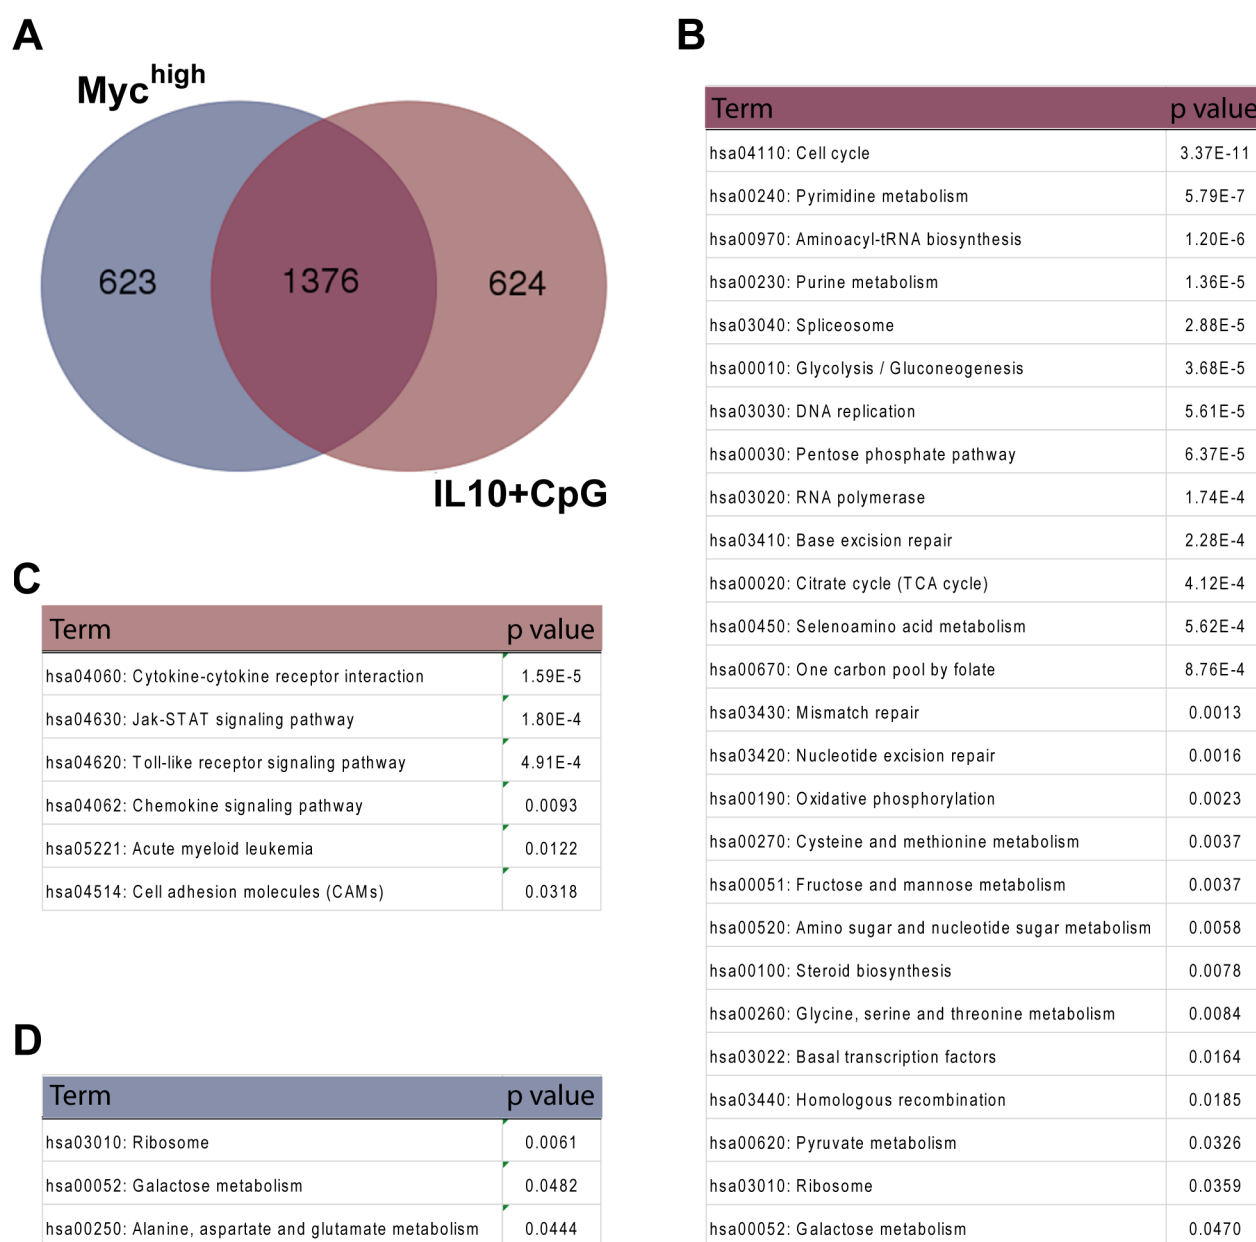 A
Myc^high
623
1376
624
IL10+CpG
B
Term p value
hsa04110: Cell cycle 3.37E-11
hsa00240: Pyrimidine metabolism 5.79E-7
hsa00970: Aminoacyl-tRNA biosynthesis 1.20E-6
hsa00230: Purine metabolism 1.36E-5
hsa03040: Spliceosome 2.88E-5
hsa00010: Glycolysis / Gluconeogenesis 3.68E-5
hsa03030: DNA replication 5.61E-5
hsa00030: Pentose phosphate pathway 6.37E-5
hsa03020: RNA polymerase 1.74E-4
hsa03410: Base excision repair 2.28E-4
hsa00020: Citrate cycle (TCA cycle) 4.12E-4
hsa00450: Selenoamino acid metabolism 5.62E-4
hsa00670: One carbon pool by folate 8.76E-4
hsa03430: Mismatch repair 0.0013
hsa03420: Nucleotide excision repair 0.0016
hsa00190: Oxidative phosphorylation 0.0023
hsa00270: Cysteine and methionine metabolism 0.0037
hsa00051: Fructose and mannose metabolism 0.0037
hsa00520: Amino sugar and nucleotide sugar metabolism 0.0058
hsa00100: Steroid biosynthesis 0.0078
hsa00260: Glycine, serine and threonine metabolism 0.0084
hsa03022: Basal transcription factors 0.0164
hsa03440: Homologous recombination 0.0185
hsa00620: Pyruvate metabolism 0.0326
hsa03010: Ribosome 0.0359
hsa00052: Galactose metabolism 0.0470
C
Term p value
hsa04060: Cytokine-cytokine receptor interaction 1.59E-5
hsa04630: Jak-STAT signaling pathway 1.80E-4
hsa04620: Toll-like receptor signaling pathway 4.91E-4
hsa04062: Chemokine signaling pathway 0.0093
hsa05221: Acute myeloid leukemia 0.0122
hsa04514: Cell adhesion molecules (CAMs) 0.0318
D
Term p value
hsa03010: Ribosome 0.0061
hsa00052: Galactose metabolism 0.0482
hsa00250: Alanine, aspartate and glutamate metabolism 0.0444